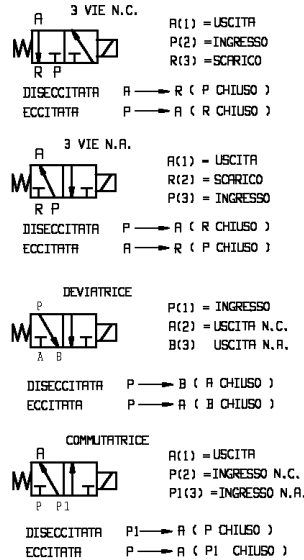 3 VIE N.C.
A
R P
A(1) = USCITA
P(2) = INGRESSO
R(3) = SCARICO
DISECCITATA A → R ( P CHIUSO )
ECCITATA P → A ( R CHIUSO )
3 VIE N.A.
A
R P
A(1) = USCITA
R(2) = SCARICO
P(3) = INGRESSO
DISECCITATA P → A ( R CHIUSO )
ECCITATA A → R ( P CHIUSO )
DEVIATRICE
P
A B
P(1) = INGRESSO
A(2) = USCITA N.C.
B(3) USCITA N.A.
DISECCITATA P → B ( A CHIUSO )
ECCITATA P → A ( B CHIUSO )
COMMUTATRICE
A
P P1
A(1) = USCITA
P(2) = INGRESSO N.C.
P1(3) = INGRESSO N.A.
DISECCITATA P1 → A ( P CHIUSO )
ECCITATA P → A ( P1 CHIUSO )